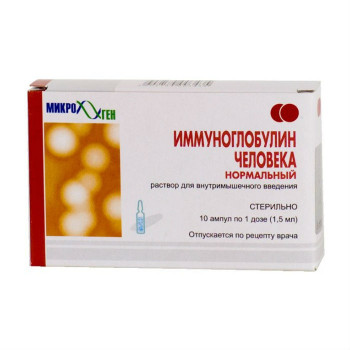 МИКРОГЕН
ИММУНОГЛОБУЛИН
ЧЕЛОВЕКА
НОРМАЛЬНЫЙ
раствор для внутримышечного введения
СТЕРИЛЬНО
10 ампул по 1 дозе (1,5 мл)
Отпускается по рецепту врача